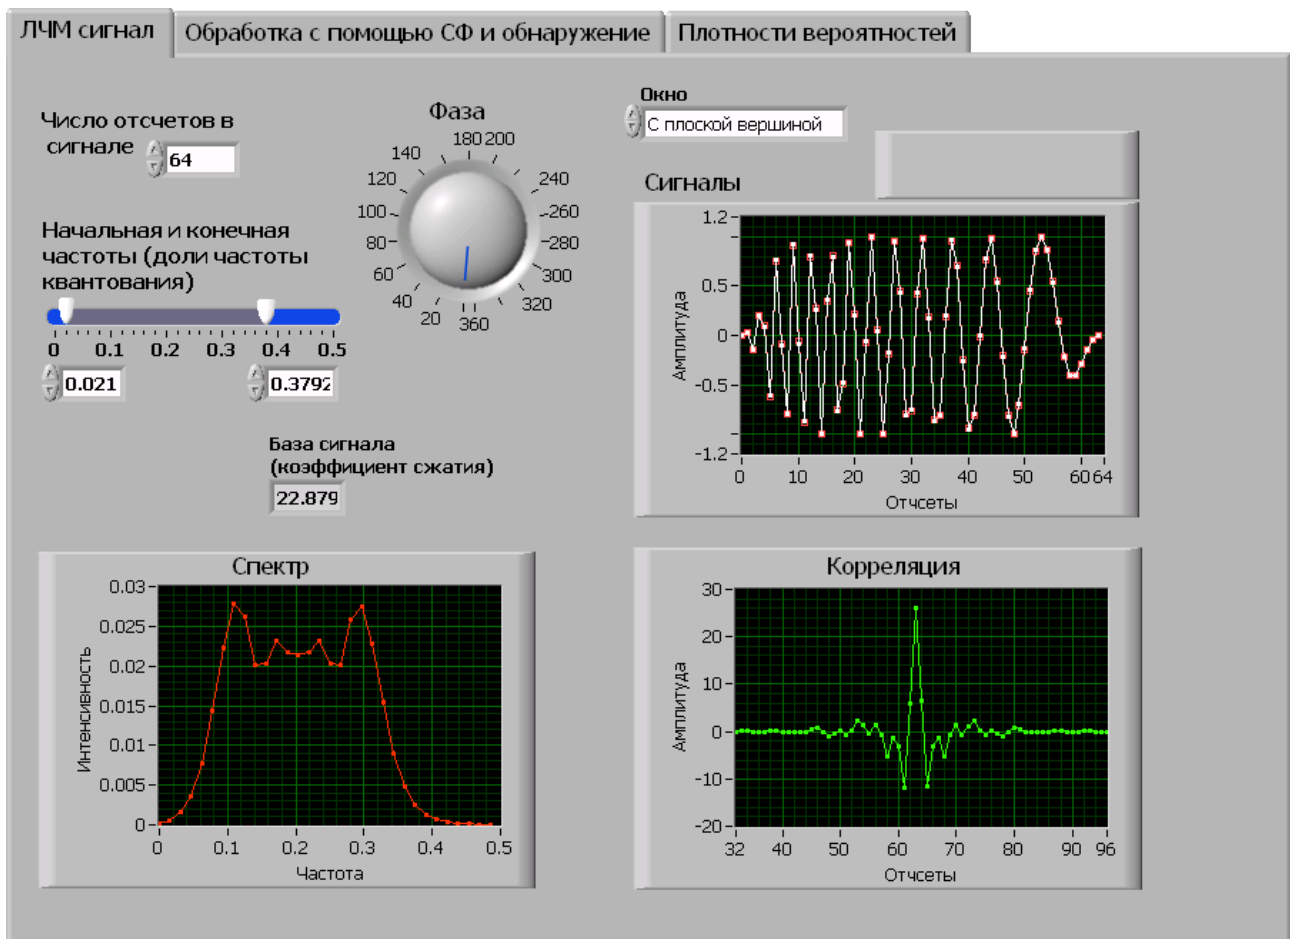 ЛЧМ сигнал
Обработка с помощью СФ и обнаружение
Плотности вероятностей
Число отсчетов в
сигнале
64
Фаза
180 200
140
240
120
100
260
80
280
60
300
40
320
20
360
Окно
С плоской вершиной
Начальная и конечная
частоты (доли частоты
квантования)
0 0.1 0.2 0.3 0.4 0.5
0.021
0.3792
База сигнала
(коэффициент сжатия)
22.879
Сигналы
Амплитуда
1.2
0.5
0
-0.5
-1.2
0 10 20 30 40 50 60 64
Отчсеты
Спектр
Интенсивность
0.03
0.025
0.02
0.015
0.01
0.005
0
0 0.1 0.2 0.3 0.4 0.5
Частота
Корреляция
Амплитуда
30
20
10
0
-10
-20
32 40 50 60 70 80 90 96
Отчсеты